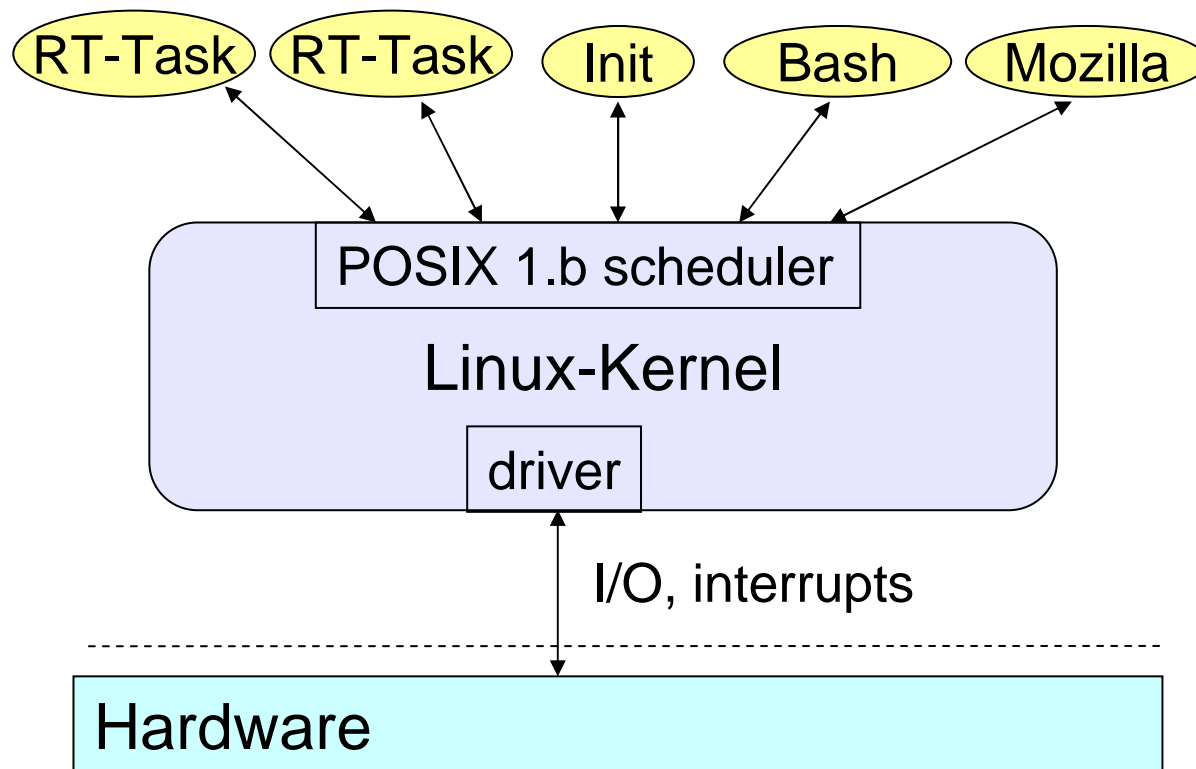 RT-Task
RT-Task
Init
Bash
Mozilla
POSIX 1.b scheduler
Linux-Kernel
driver
I/O, interrupts
Hardware